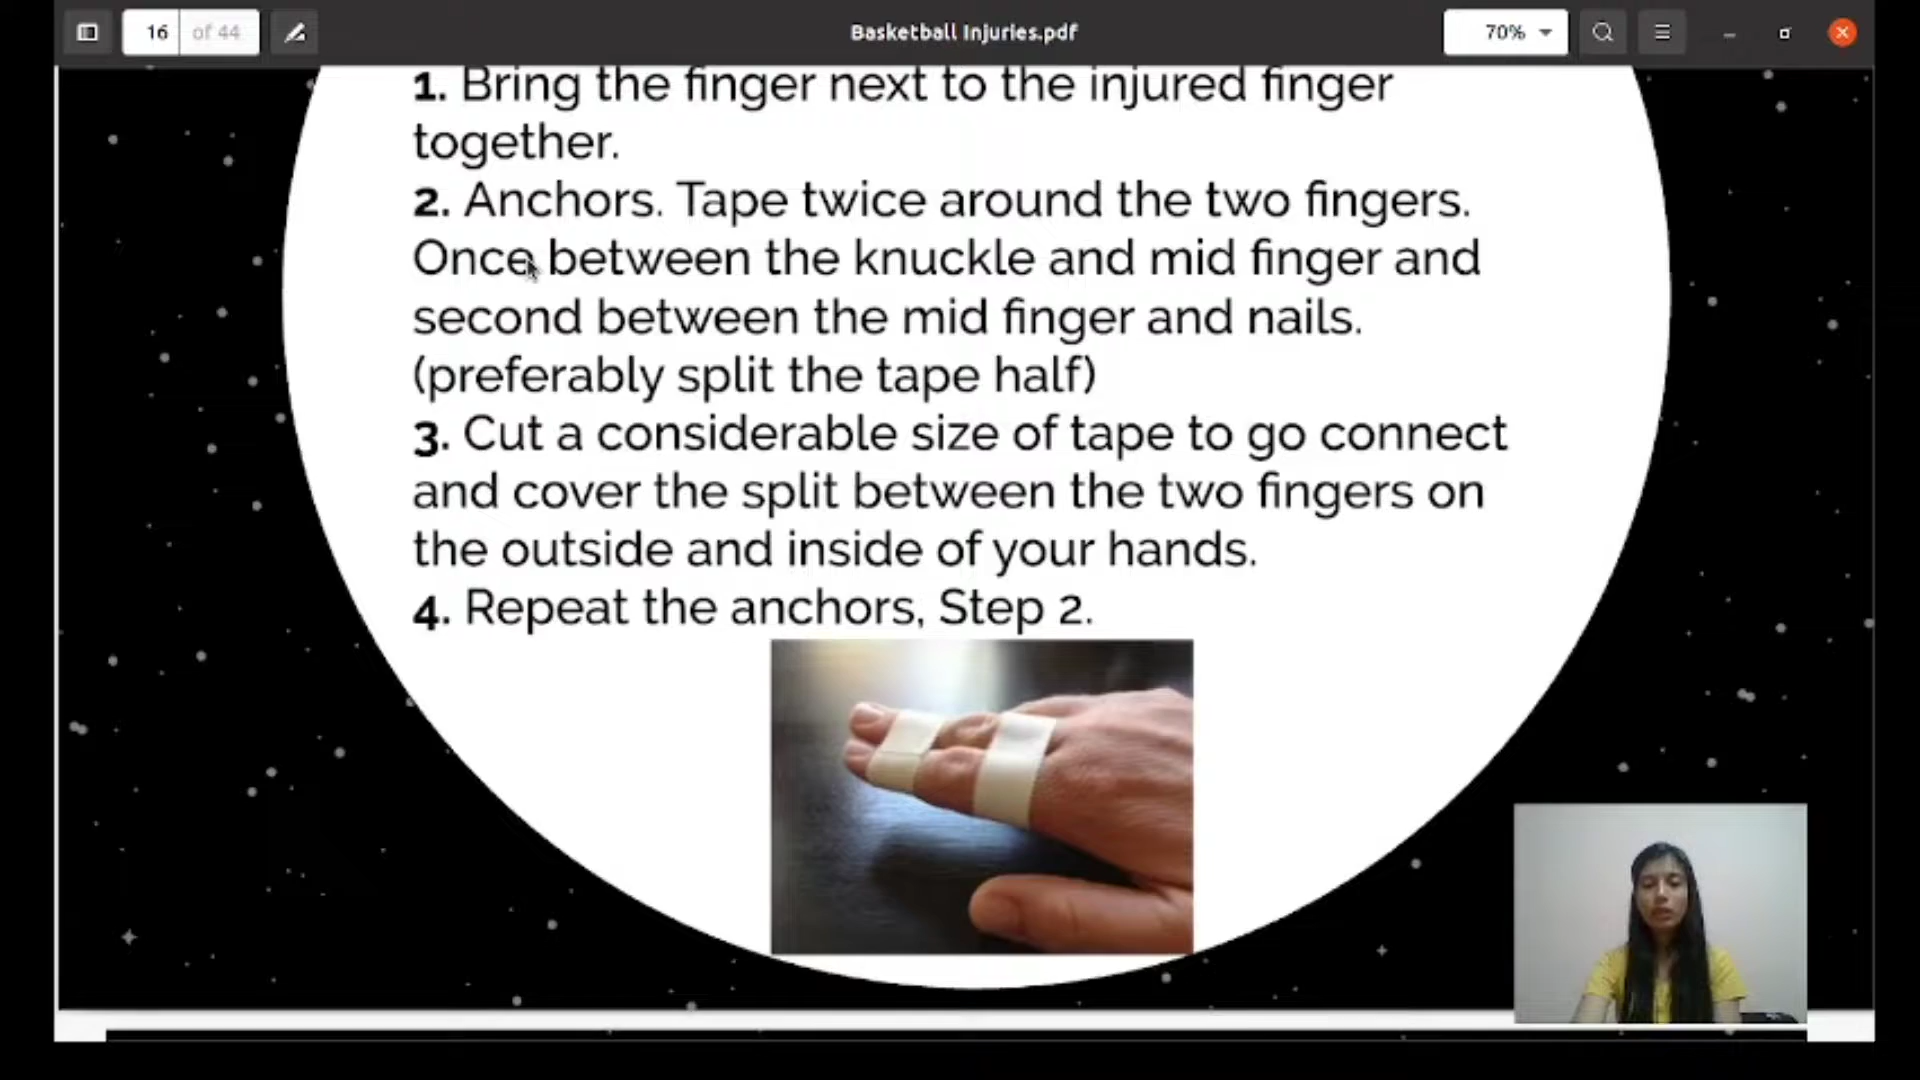 16 of 44
Basketball Injuries.pdf
70%
1. Bring the finger next to the injured finger
together.
2. Anchors. Tape twice around the two fingers.
Once between the knuckle and mid finger and
second between the mid finger and nails.
(preferably split the tape half)
3. Cut a considerable size of tape to go connect
and cover the split between the two fingers on
the outside and inside of your hands.
4. Repeat the anchors, Step 2.